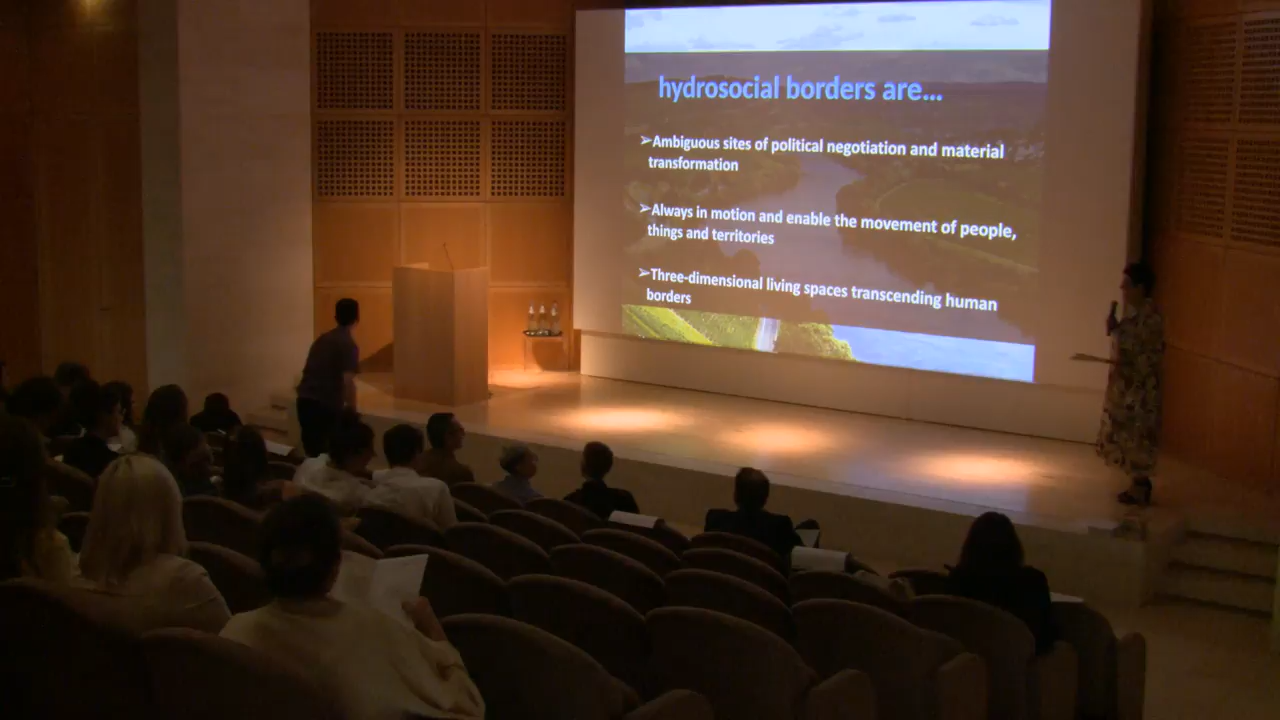 hydrosocial borders are...
➢Ambiguous sites of political negotiation and material
transformation
➢Always in motion and enable the movement of people,
things and territories
➢Three-dimensional living spaces transcending human
borders